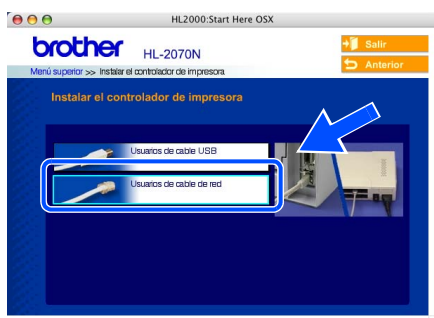 HL2000:Start Here OSX
brother
HL-2070N
Salir
Anterior
Menú superior >> Instalar el controlador de impresora
Instalar el controlador de impresora
Usuarios de cable USB
Usuarios de cable de red